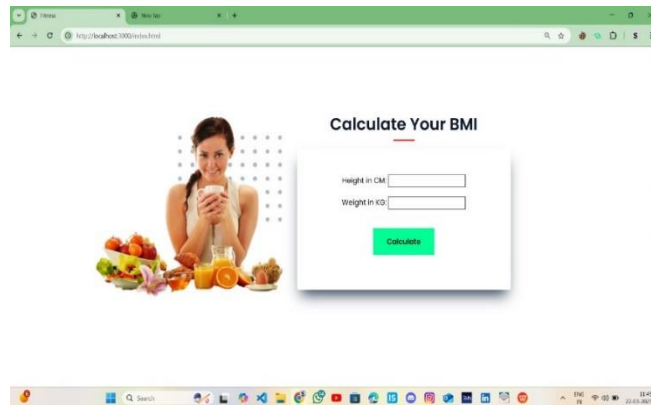 Fitness
New tab
http://localhost:3000/index.html
S
Calculate Your BMI
Height in CM:
Weight in KG:
Calculate
Search
ENG